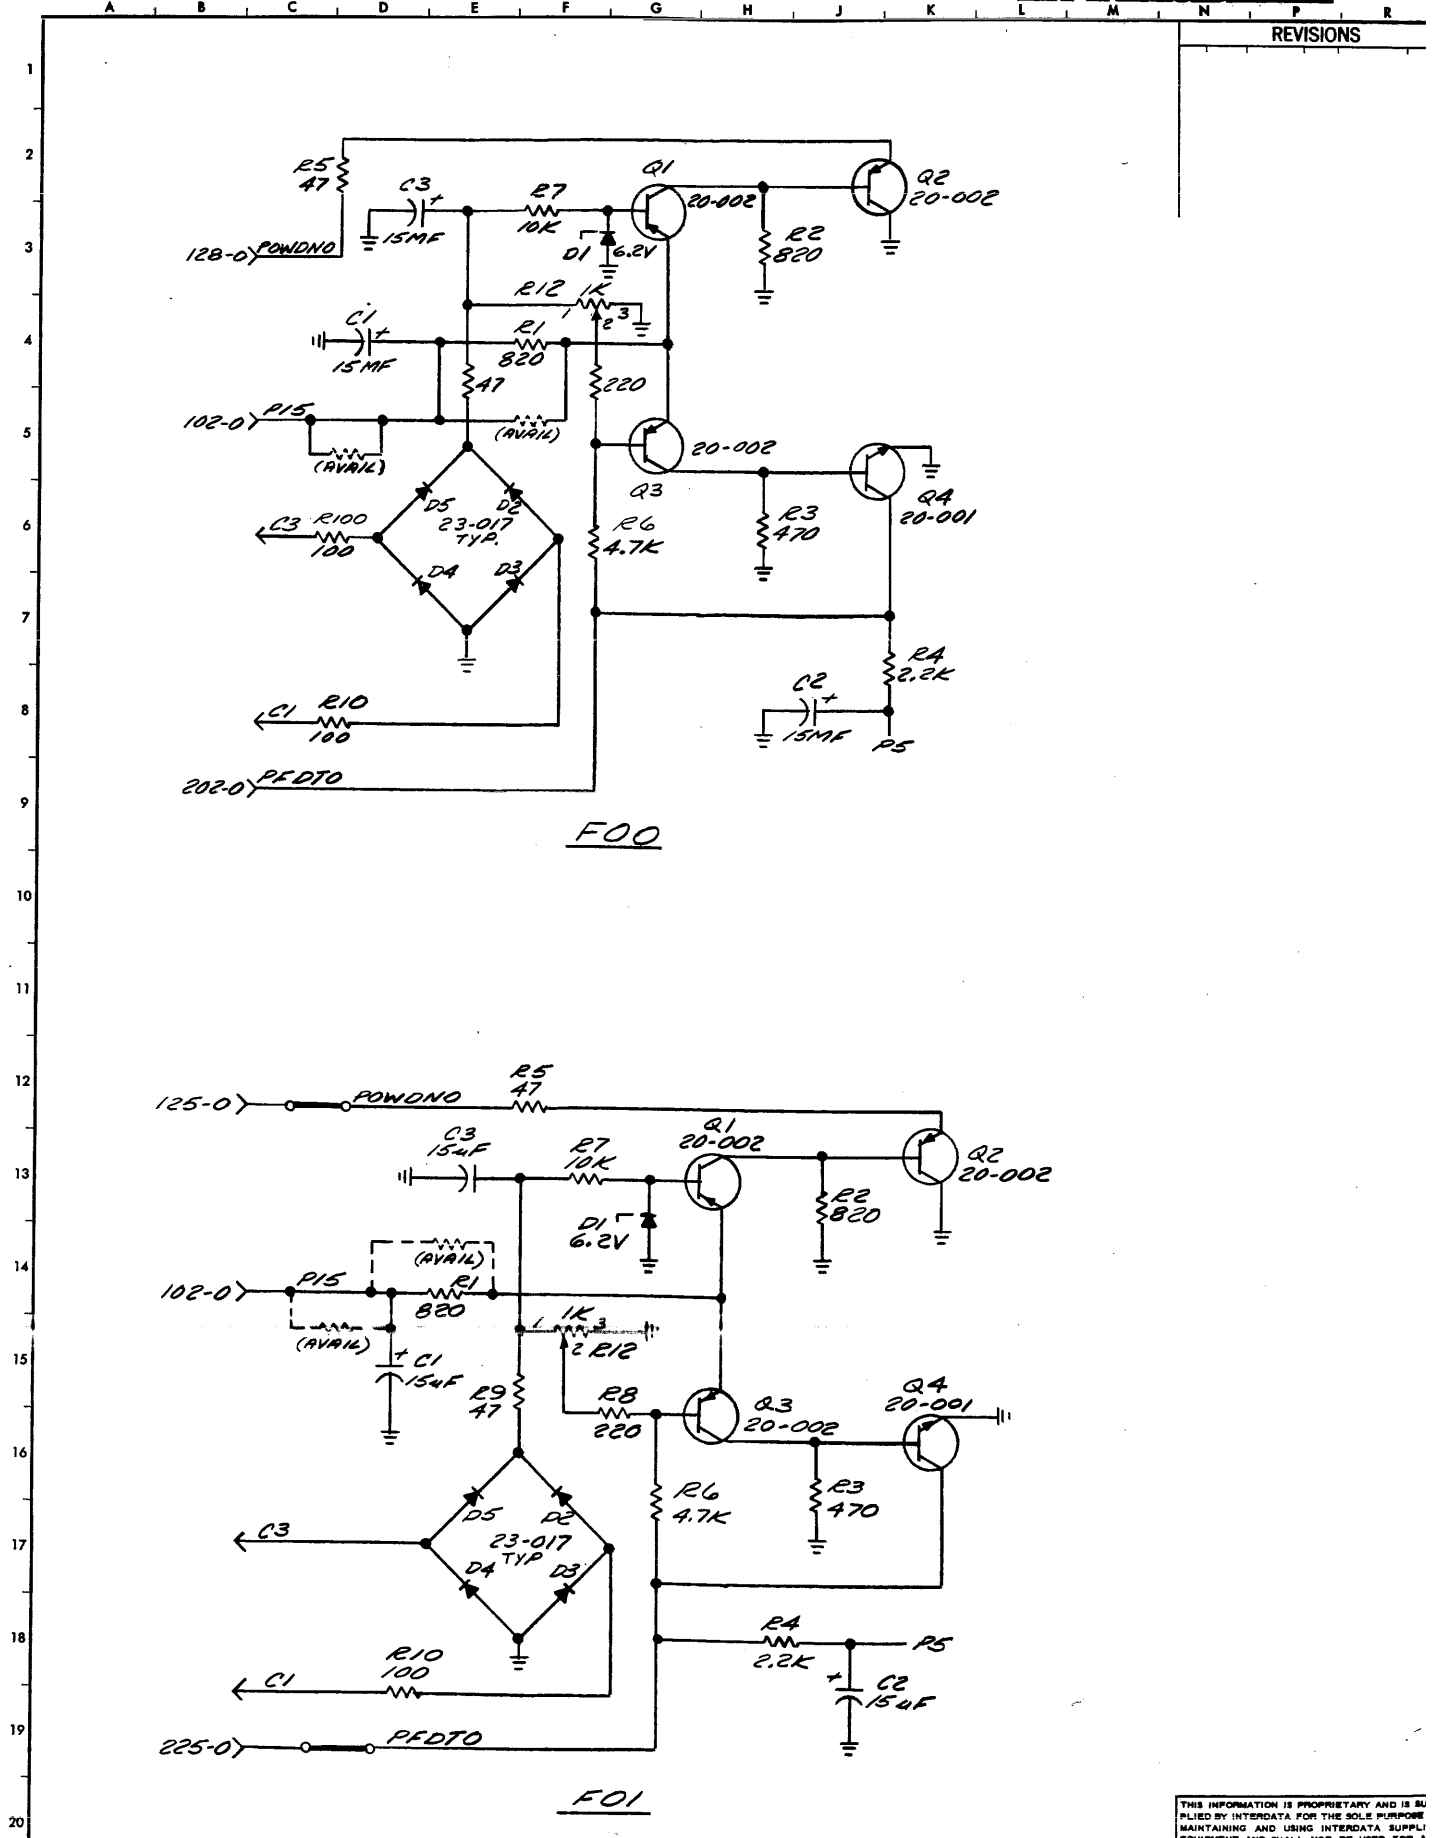 A B C D E F G H J K L M N P R
REVISIONS
1
2
3
4
5
6
7
8
9
10
11
12
13
14
15
16
17
18
19
20
R5
47
C3
+
15MF
R7
10K
Q1
20-002
Q2
20-002
128-0 POWDNO
D1 6.2V
R2
820
R12 1K
1 2 3
C1
+
15MF
R1
820
47
220
102-0 P15
(AVAIL)
(AVAIL)
20-002
Q3
Q4
20-001
D5 D2
23-017
TYP.
D4 D3
C3 R100
100
R6
4.7K
R3
470
R4
2.2K
C2
+
15MF
P5
C1 R10
100
202-0 PFDTO
F00
125-0 POWDNO
R5
47
C3
15uF
R7
10K
Q1
20-002
Q2
20-002
D1
6.2V
R2
820
(AVAIL)
102-0 P15
R1
820
(AVAIL)
1K
1 3
2 R12
+ C1
15uF
R9
47
R8
220
Q3
20-002
Q4
20-001
D5 D2
23-017
TYP
D4 D3
R6
4.7K
R3
470
C3
R4
2.2K
P5
+ C2
15uF
R10
100
C1
225-0 PFDTO
F01
THIS INFORMATION IS PROPRIETARY AND IS SU
PLIED BY INTERDATA FOR THE SOLE PURPOSE
MAINTAINING AND USING INTERDATA SUPPLI